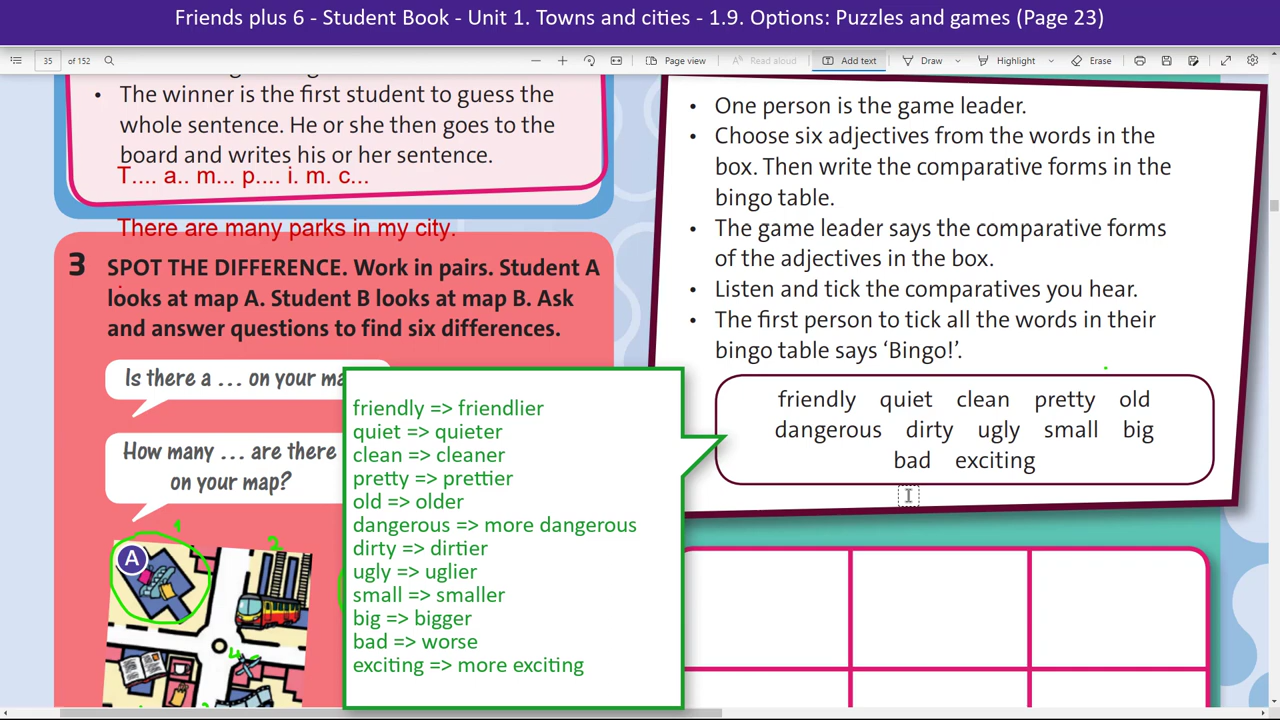 Friends plus 6 - Student Book - Unit 1. Towns and cities - 1.9. Options: Puzzles and games (Page 23)
35 of 152
Page view
Read aloud
Add text
Draw
Highlight
Erase
• The winner is the first student to guess the
whole sentence. He or she then goes to the
board and writes his or her sentence.
T.... a.. m... p.... i. m. c...
There are many parks in my city.
3 SPOT THE DIFFERENCE. Work in pairs. Student A
looks at map A. Student B looks at map B. Ask
and answer questions to find six differences.
Is there a ... on your ma
How many ... are there
on your map?
1
2
A
4
friendly => friendlier
quiet => quieter
clean => cleaner
pretty => prettier
old => older
dangerous => more dangerous
dirty => dirtier
ugly => uglier
small => smaller
big => bigger
bad => worse
exciting => more exciting
• One person is the game leader.
• Choose six adjectives from the words in the
box. Then write the comparative forms in the
bingo table.
• The game leader says the comparative forms
of the adjectives in the box.
• Listen and tick the comparatives you hear.
• The first person to tick all the words in their
bingo table says ‘Bingo!’.
friendly quiet clean pretty old
dangerous dirty ugly small big
bad exciting